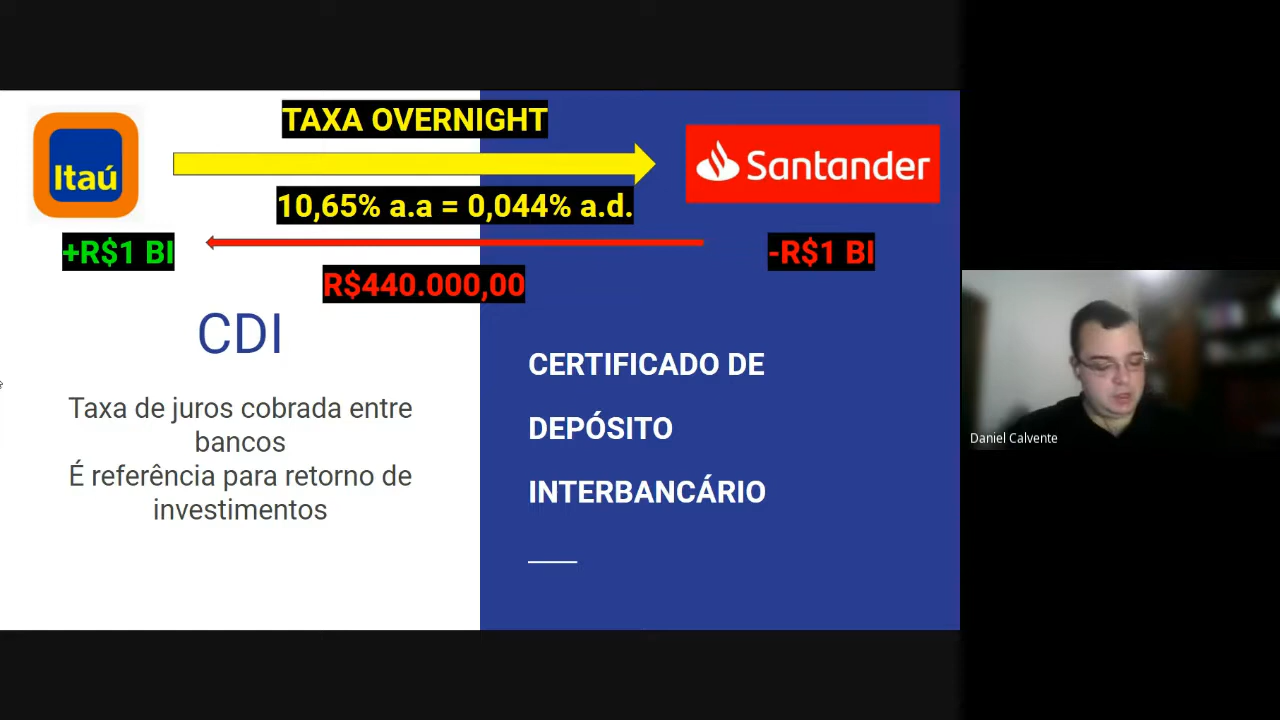 TAXA OVERNIGHT
Itaú
Santander
10,65% a.a = 0,044% a.d.
+R$1 BI
-R$1 BI
R$440.000,00
CDI
Taxa de juros cobrada entre
bancos
É referência para retorno de
investimentos
CERTIFICADO DE
DEPÓSITO
INTERBANCÁRIO
Daniel Calvente